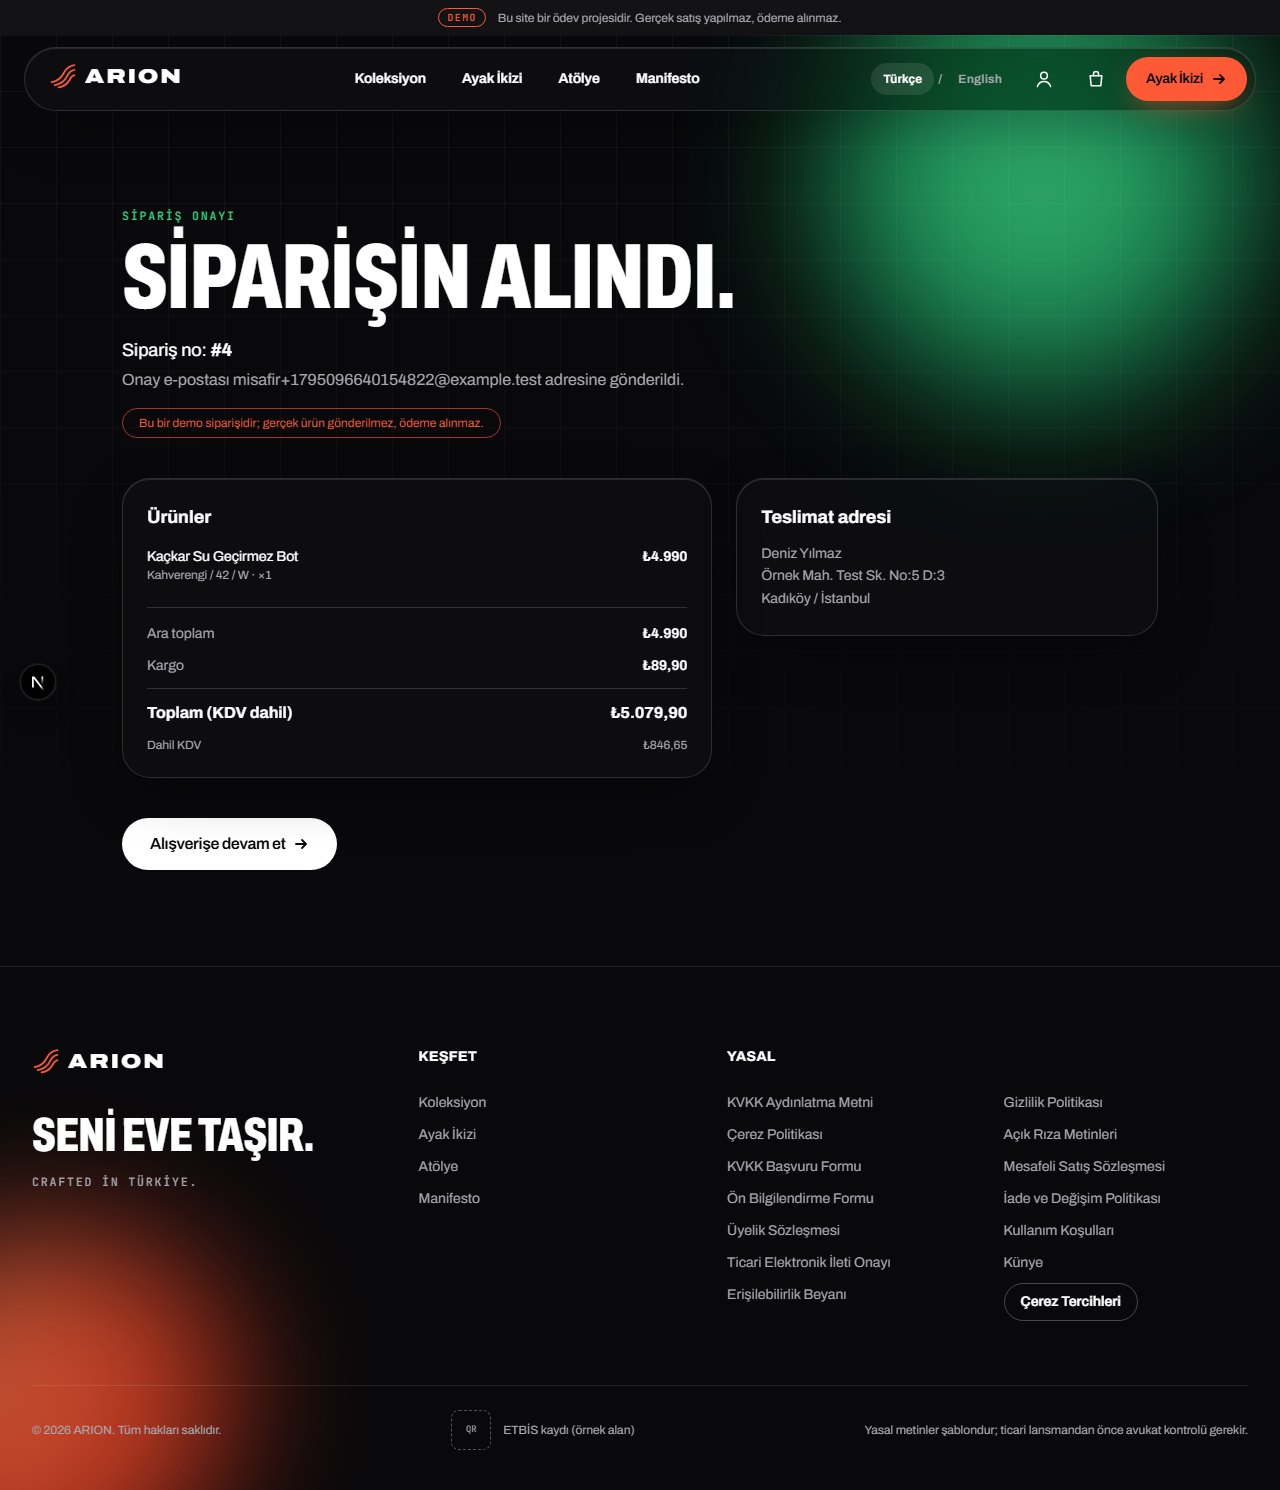 DEMO Bu site bir ödev projesidir. Gerçek satış yapılmaz, ödeme alınmaz.
ARION Koleksiyon Ayak İkizi Atölye Manifesto Türkçe / English Ayak İkizi →
SİPARİŞ ONAYI
SİPARİŞİN ALINDI.
Sipariş no: #4
Onay e-postası misafir+1795096640154822@example.test adresine gönderildi.
Bu bir demo siparişidir; gerçek ürün gönderilmez, ödeme alınmaz.
Ürünler
Kaçkar Su Geçirmez Bot ₺4.990
Kahverengi / 42 / W · ×1
Ara toplam ₺4.990
Kargo ₺89,90
Toplam (KDV dahil) ₺5.079,90
Dahil KDV ₺846,65
Teslimat adresi
Deniz Yılmaz
Örnek Mah. Test Sk. No:5 D:3
Kadıköy / İstanbul
N
Alışverişe devam et →
ARION
SENİ EVE TAŞIR.
CRAFTED İN TÜRKİYE.
KEŞFET
Koleksiyon
Ayak İkizi
Atölye
Manifesto
YASAL
KVKK Aydınlatma Metni
Çerez Politikası
KVKK Başvuru Formu
Ön Bilgilendirme Formu
Üyelik Sözleşmesi
Ticari Elektronik İleti Onayı
Erişilebilirlik Beyanı
Gizlilik Politikası
Açık Rıza Metinleri
Mesafeli Satış Sözleşmesi
İade ve Değişim Politikası
Kullanım Koşulları
Künye
Çerez Tercihleri
© 2026 ARION. Tüm hakları saklıdır.
QR ETBİS kaydı (örnek alan)
Yasal metinler şablondur; ticari lansmandan önce avukat kontrolü gerekir.